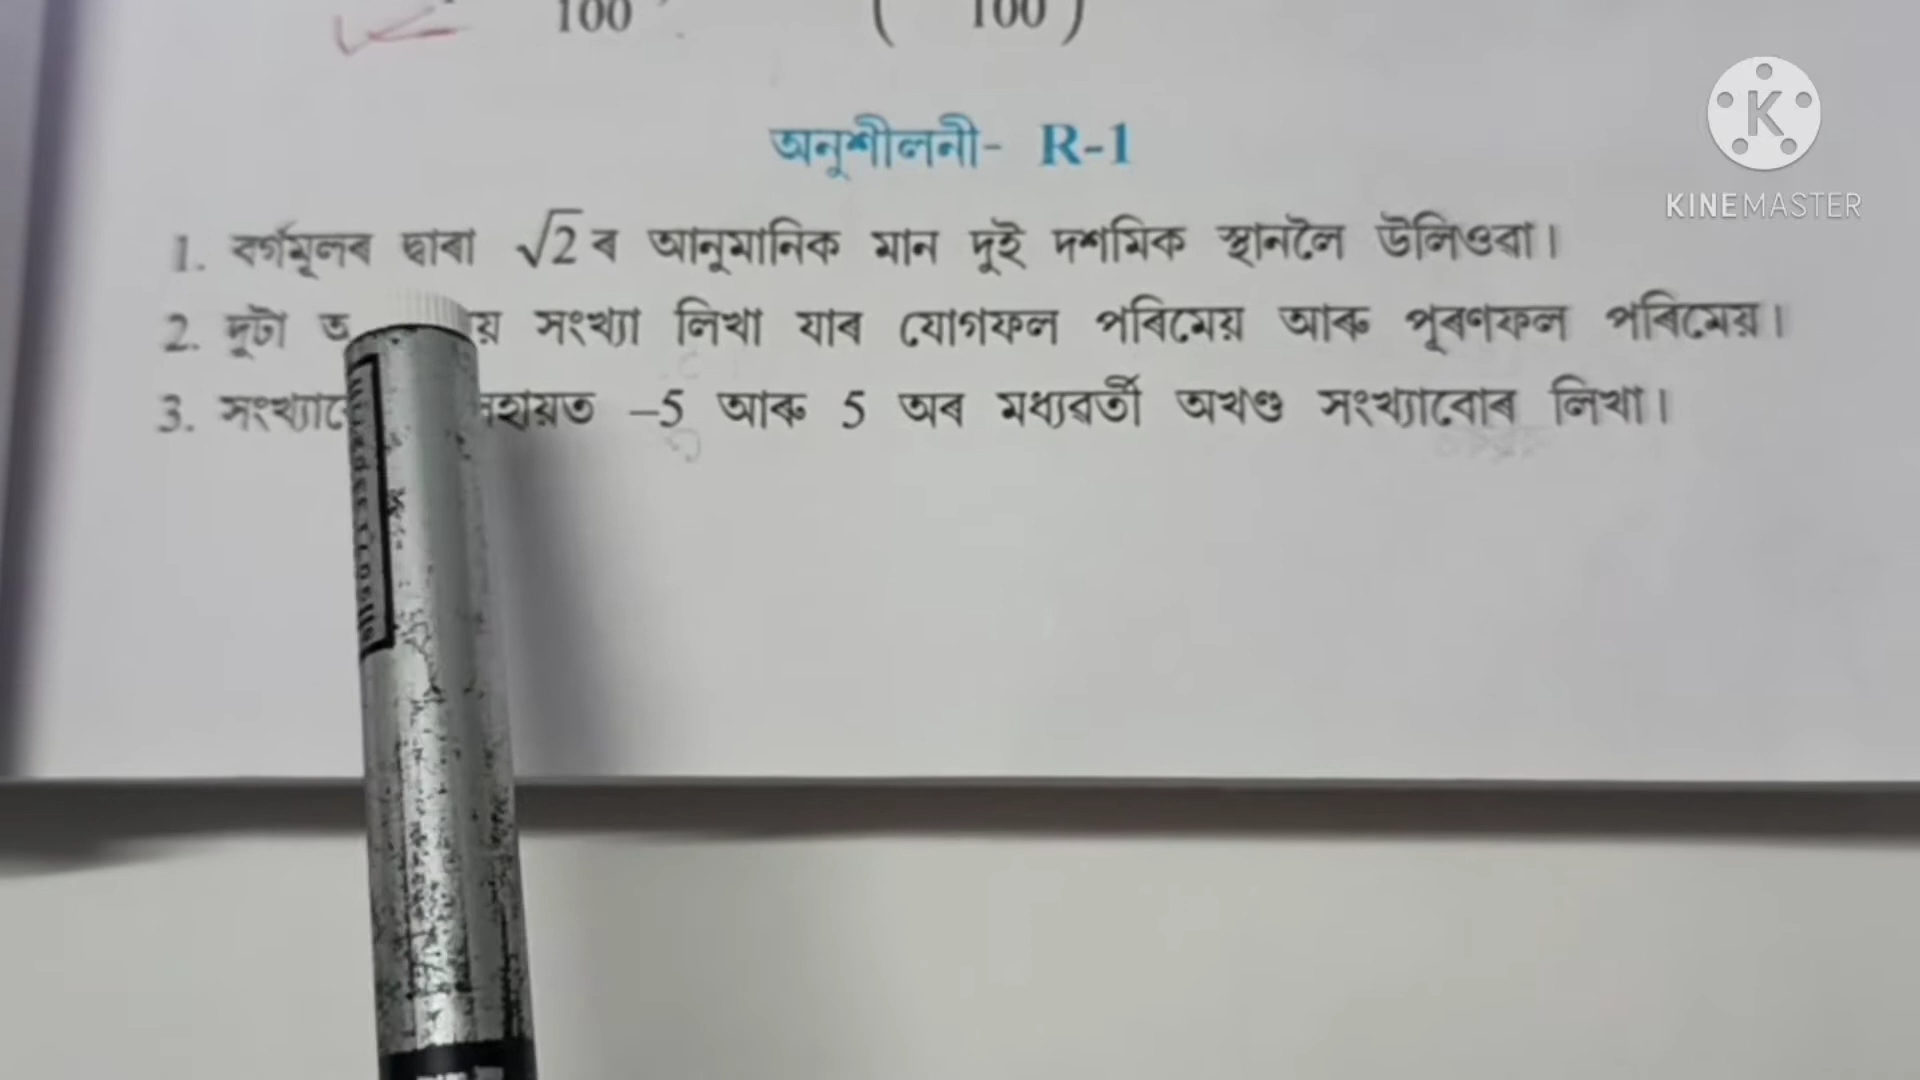 100 ( 100 )
অনুশীলনী- R-1
KINEMASTER
1. বৰ্গমূলৰ দ্বাৰা √2ৰ আনুমানিক মান দুই দশমিক স্থানলৈ উলিওৱা।
2. দুটা সংখ্যা লিখা যাৰ যোগফল পৰিমেয় আৰু পূৰণফল পৰিমেয়।
3. –5 আৰু 5 অৰ মধ্যৱৰ্তী অখণ্ড সংখ্যাবোৰ লিখা।